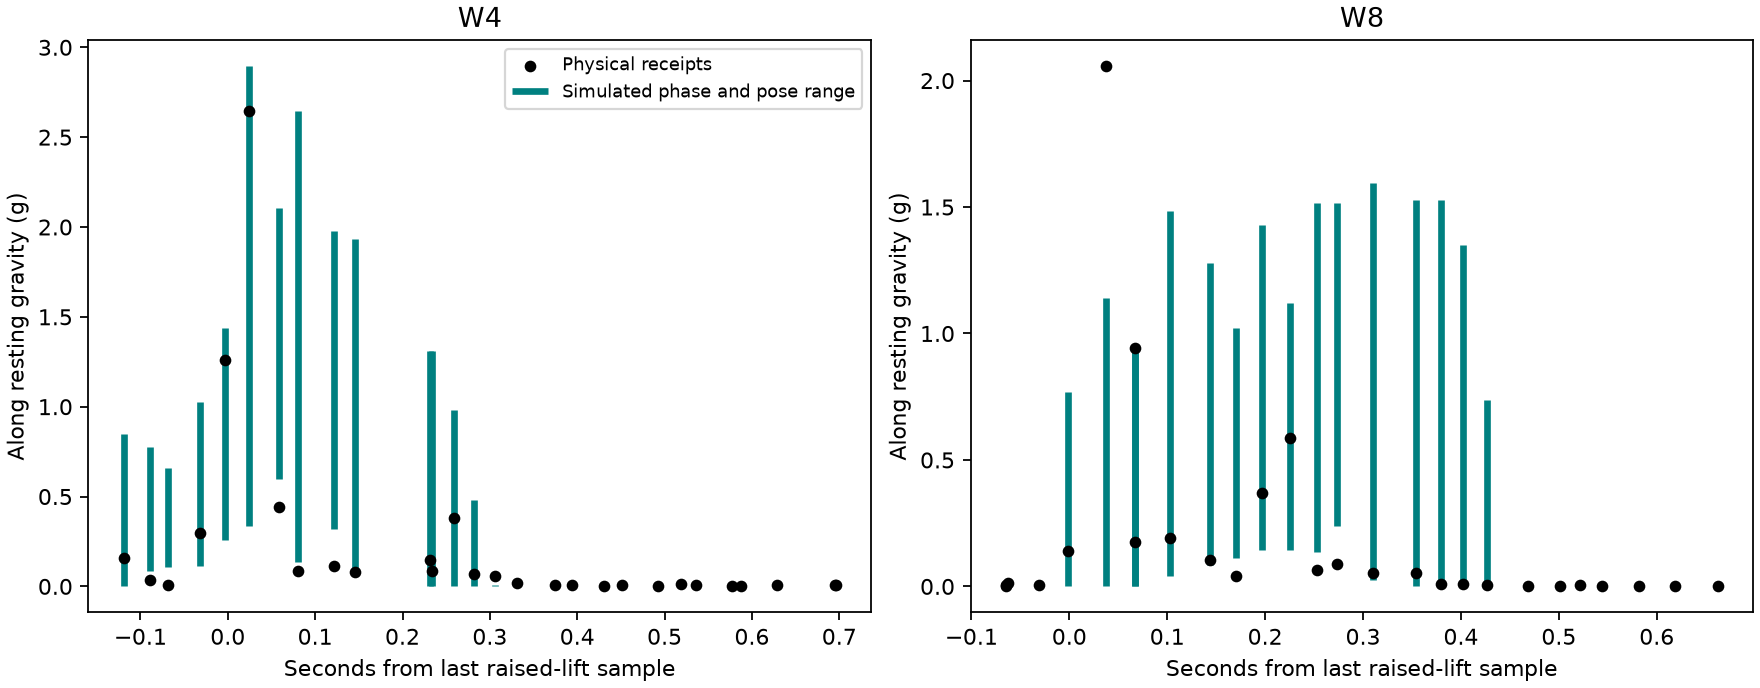 W4
W8
Physical receipts
Simulated phase and pose range
Along resting gravity (g)
3.0
2.5
2.0
1.5
1.0
0.5
0.0
−0.1 0.0 0.1 0.2 0.3 0.4 0.5 0.6 0.7
Seconds from last raised-lift sample
Along resting gravity (g)
2.0
1.5
1.0
0.5
0.0
−0.1 0.0 0.1 0.2 0.3 0.4 0.5 0.6
Seconds from last raised-lift sample